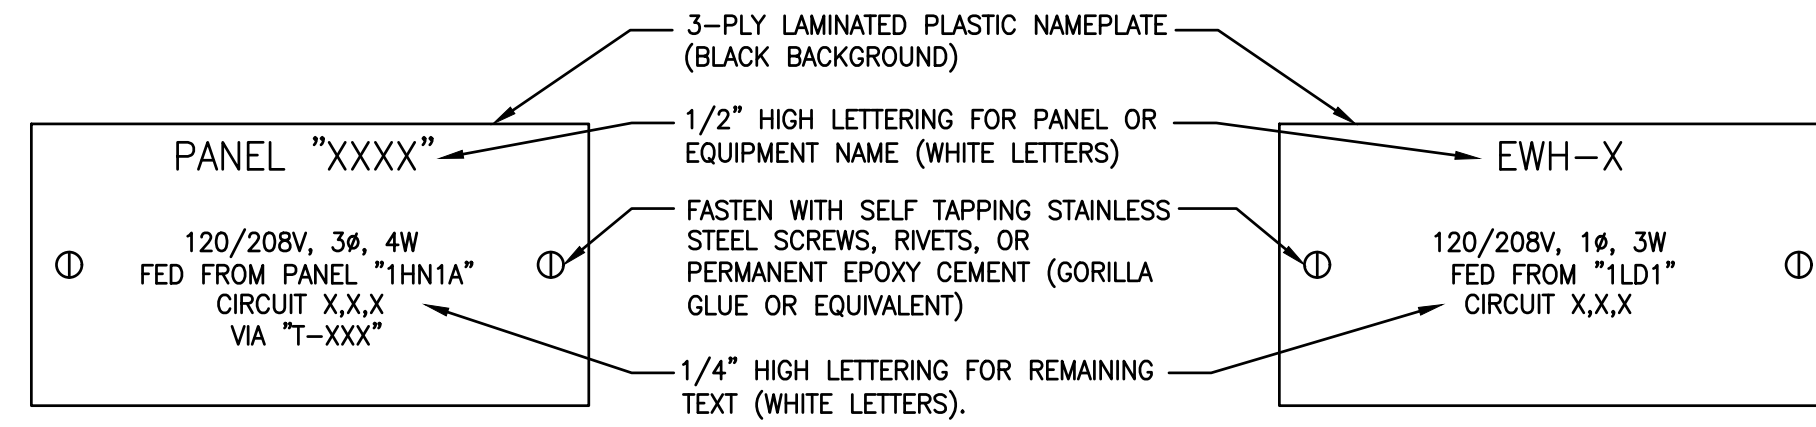 3-PLY LAMINATED PLASTIC NAMEPLATE
(BLACK BACKGROUND)
1/2" HIGH LETTERING FOR PANEL OR
EQUIPMENT NAME (WHITE LETTERS)
FASTEN WITH SELF TAPPING STAINLESS
STEEL SCREWS, RIVETS, OR
PERMANENT EPOXY CEMENT (GORILLA
GLUE OR EQUIVALENT)
1/4" HIGH LETTERING FOR REMAINING
TEXT (WHITE LETTERS).
PANEL "XXXX"
120/208V, 3ø, 4W
FED FROM PANEL "1HN1A"
CIRCUIT X,X,X
VIA "T-XXX"
EWH-X
120/208V, 1ø, 3W
FED FROM "1LD1"
CIRCUIT X,X,X